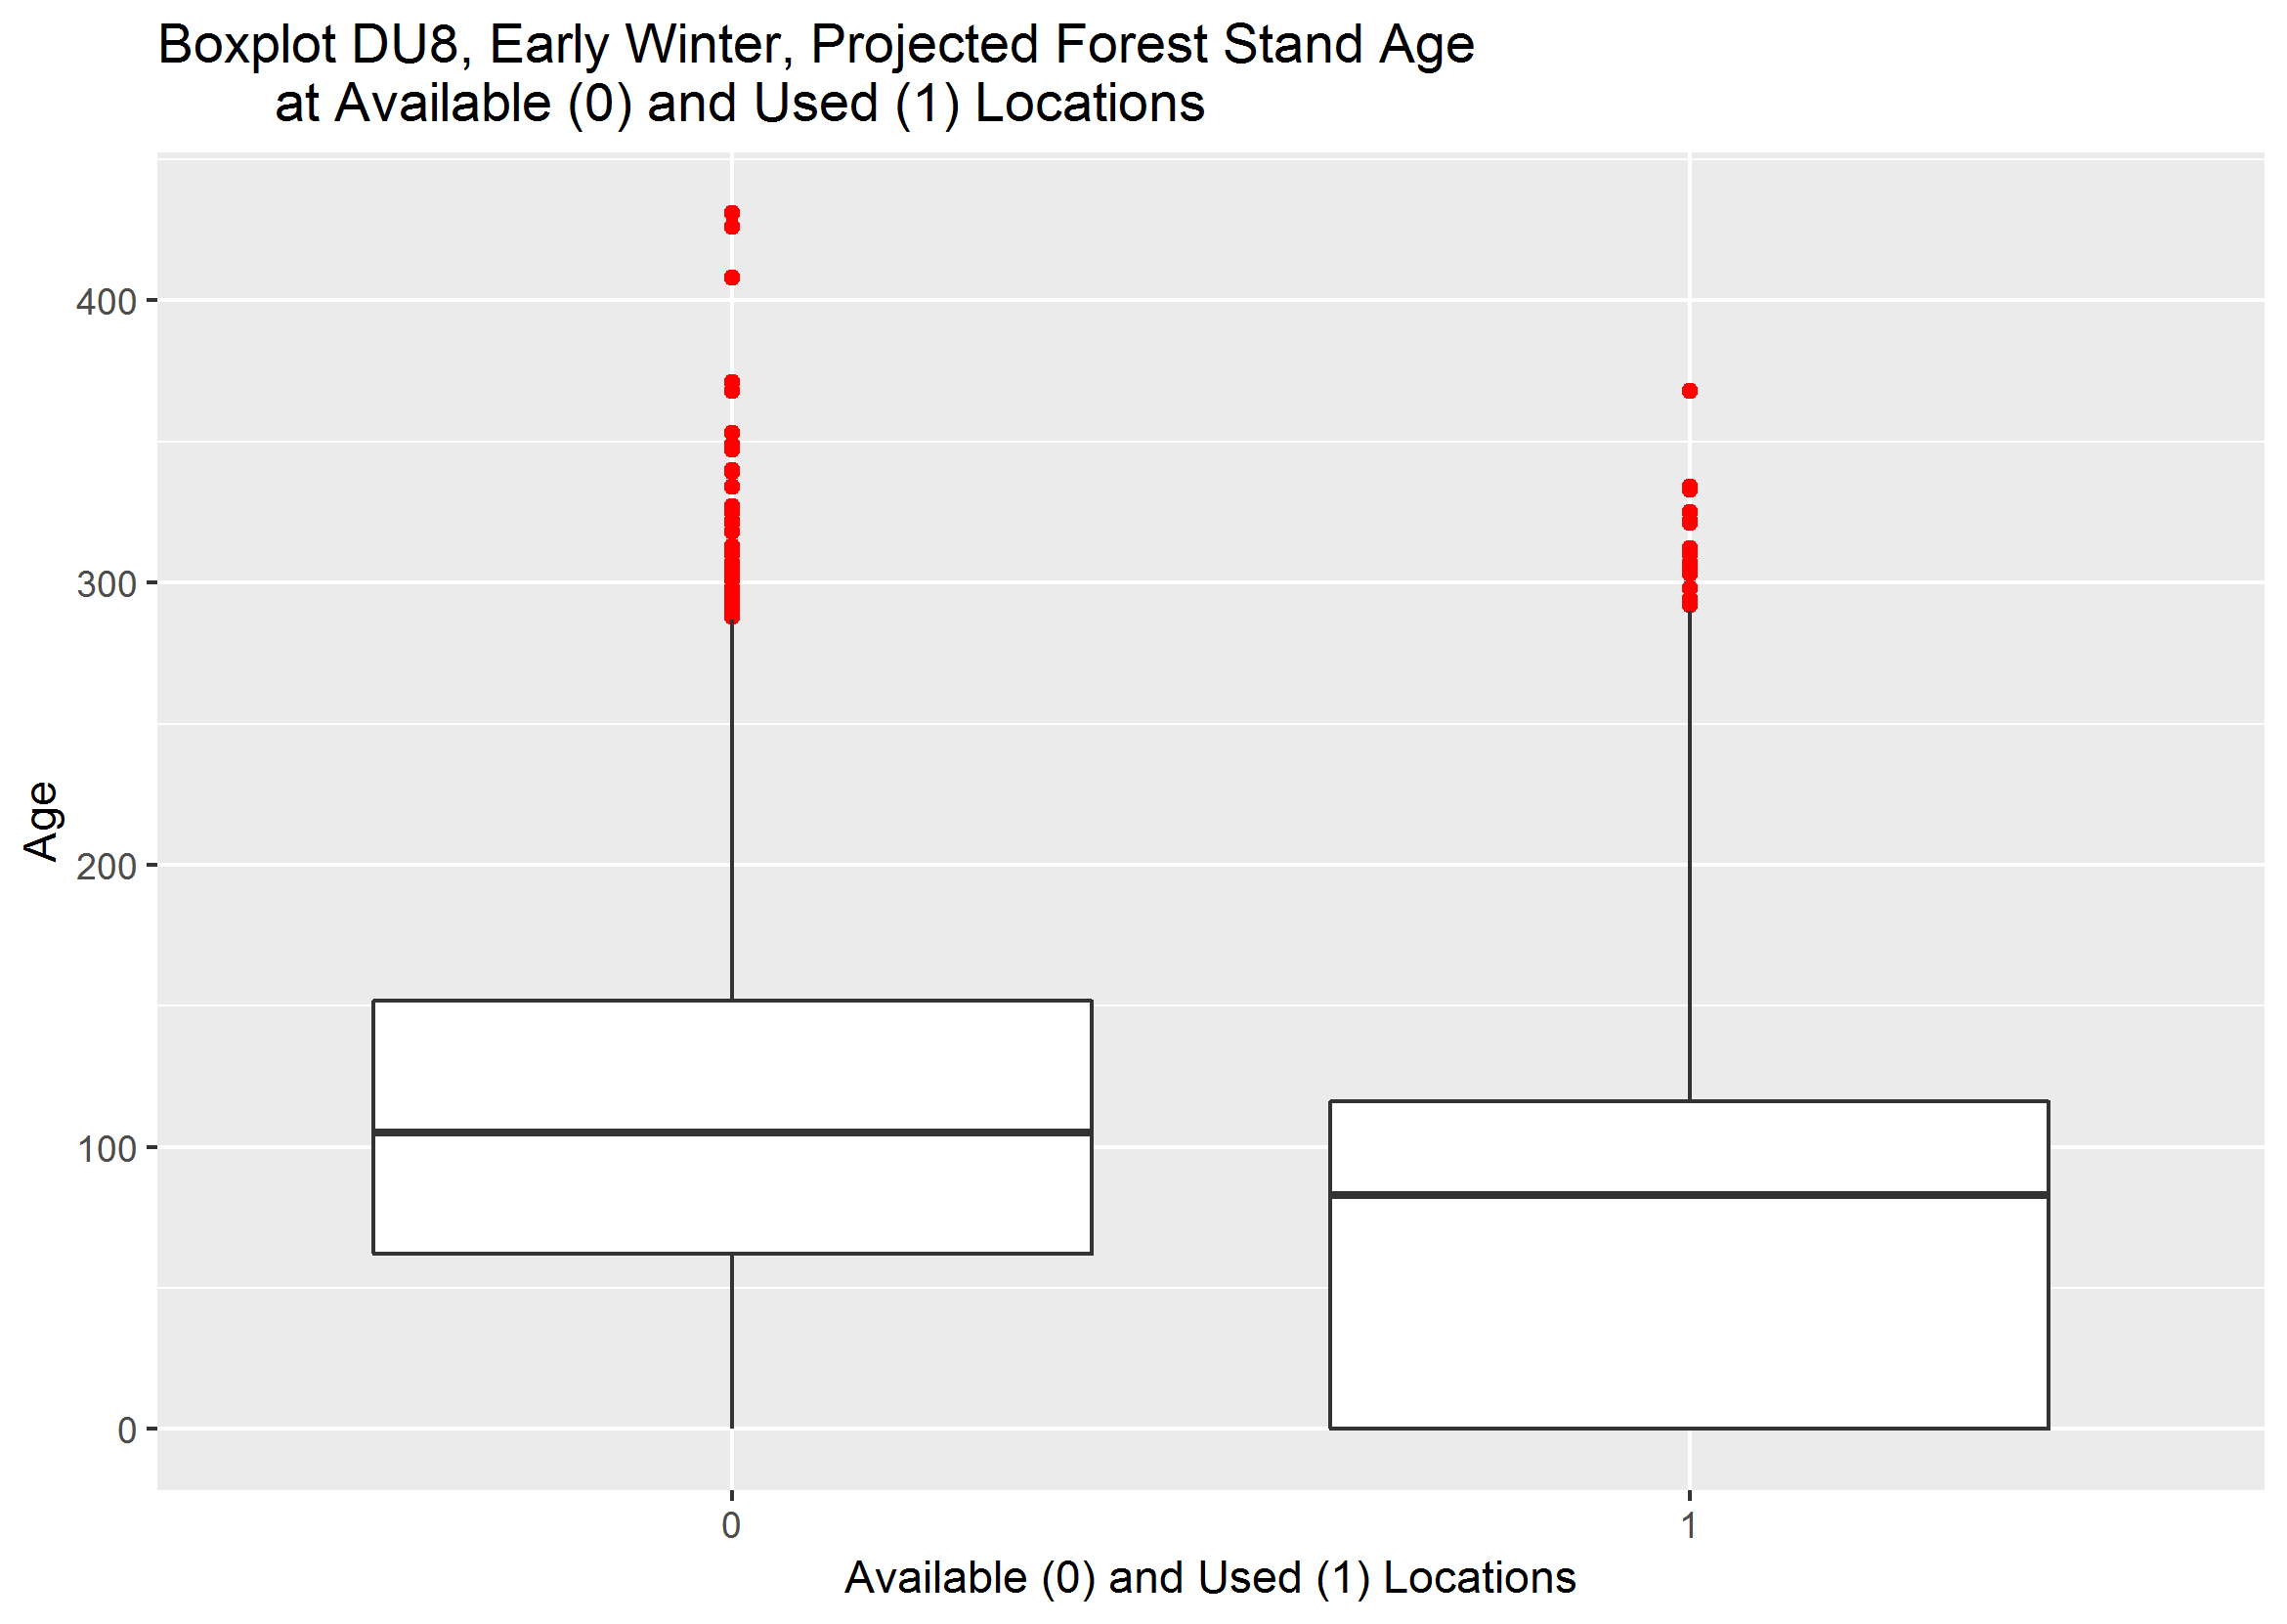 Boxplot DU8, Early Winter, Projected Forest Stand Age
at Available (0) and Used (1) Locations
400
300
200
100
0
Age
0 1
Available (0) and Used (1) Locations